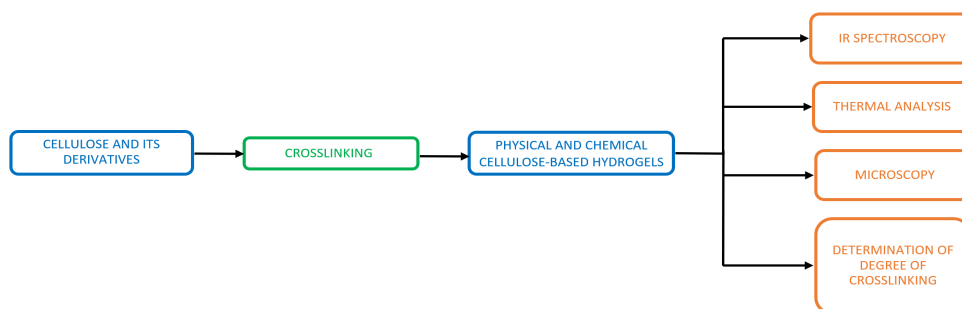 CELLULOSE AND ITS
DERIVATIVES
CROSSLINKING
PHYSICAL AND CHEMICAL
CELLULOSE-BASED HYDROGELS
IR SPECTROSCOPY
THERMAL ANALYSIS
MICROSCOPY
DETERMINATION OF
DEGREE OF
CROSSLINKING